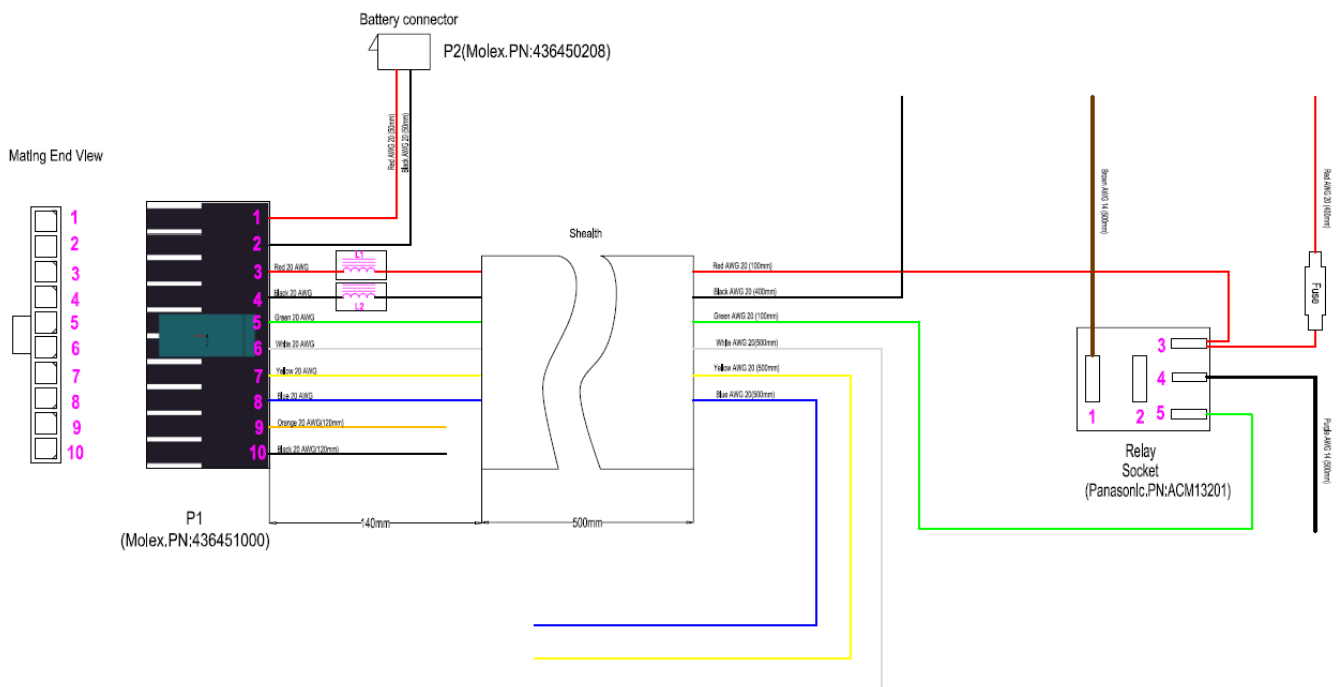 Battery connector
P2(Molex.PN:436450208)
Red AWG 20 (50mm)
Black AWG 20 (50mm)
Mating End View
1
2
3
4
5
6
7
8
9
10
1
2
3
4
5
6
7
8
9
10
L1
L2
Red 20 AWG
Black 20 AWG
Green 20 AWG
White 20 AWG
Yellow 20 AWG
Blue 20 AWG
Orange 20 AWG(120mm)
Black 20 AWG(120mm)
P1
(Molex.PN:436451000)
140mm
Shealth
500mm
Red AWG 20 (100mm)
Black AWG 20 (400mm)
Green AWG 20 (100mm)
White AWG 20(500mm)
Yellow AWG 20 (500mm)
Blue AWG 20(500mm)
Brown AWG 14 (500mm)
Red AWG 20 (400mm)
Fuse
1
2
3
4
5
Relay
Socket
(Panasonic.PN:ACM13201)
Purple AWG 14 (500mm)